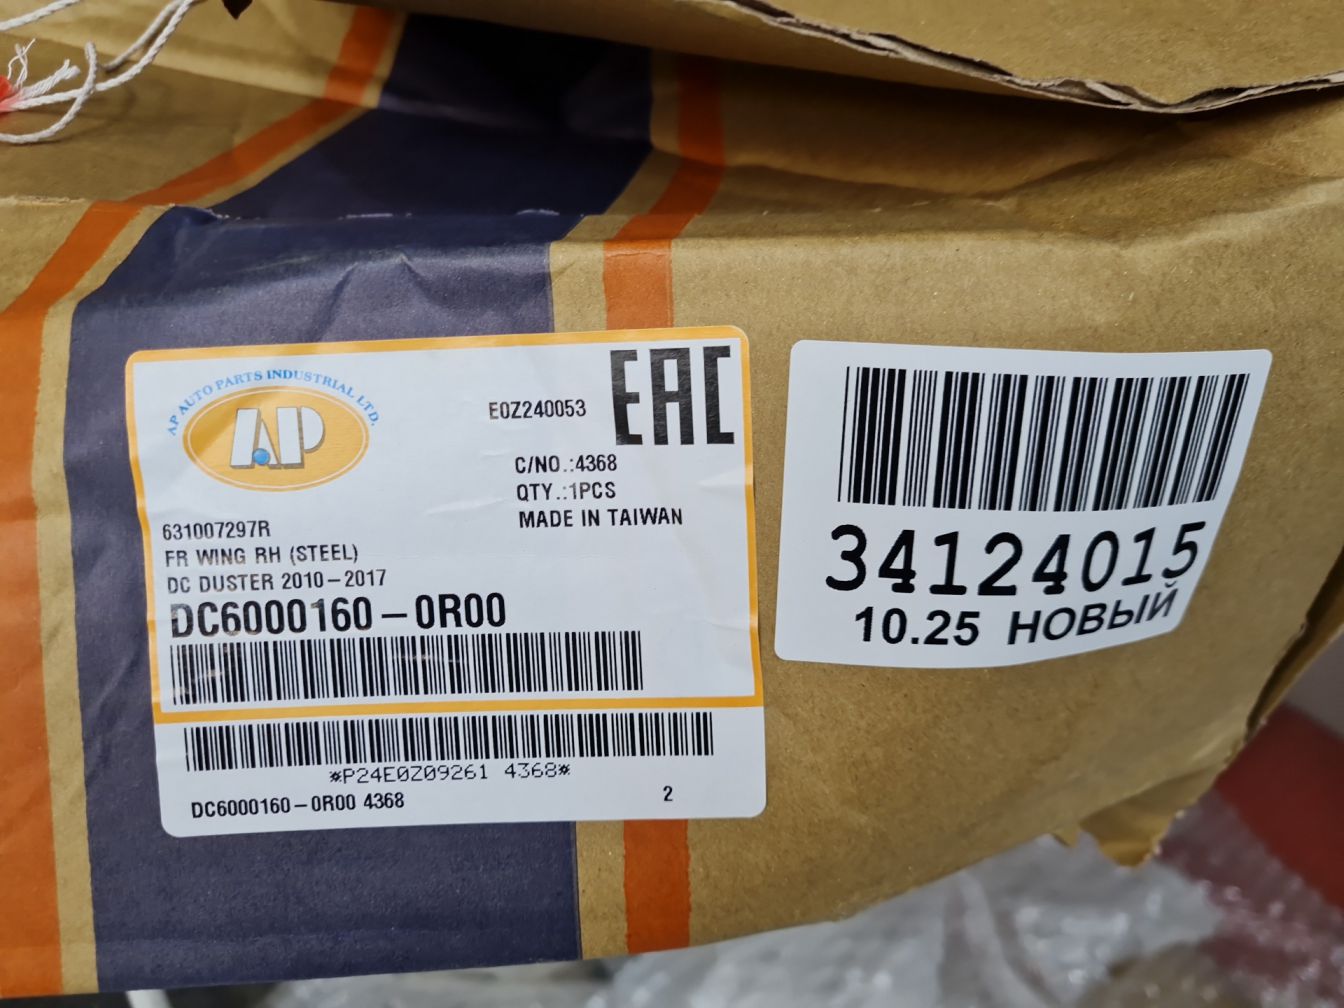 AP AUTO PARTS INDUSTRIAL LTD.
AP
E0Z240053
EAC
C/NO.:4368
QTY.:1PCS
MADE IN TAIWAN
631007297R
FR WING RH (STEEL)
DC DUSTER 2010-2017
DC6000160-0R00
*P24E0Z09261 4368*
DC6000160-0R00 4368
2
34124015
10.25 НОВЫЙ